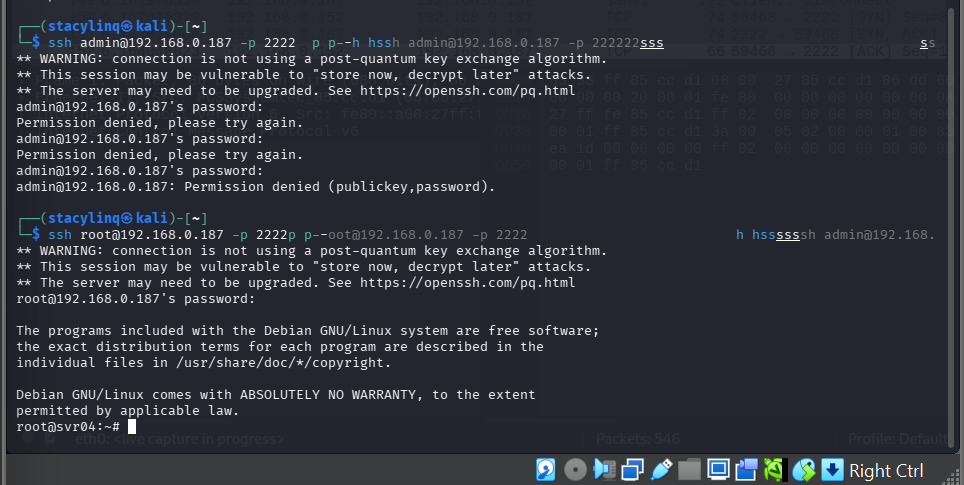 ┌──(stacylinq㉿kali)-[~]
└─$ ssh admin@192.168.0.187 -p 2222  p p--h hssh admin@192.168.0.187 -p 222222sss ss
** WARNING: connection is not using a post-quantum key exchange algorithm.
** This session may be vulnerable to "store now, decrypt later" attacks.
** The server may need to be upgraded. See https://openssh.com/pq.html
admin@192.168.0.187's password:
Permission denied, please try again.
admin@192.168.0.187's password:
Permission denied, please try again.
admin@192.168.0.187's password:
admin@192.168.0.187: Permission denied (publickey,password).
┌──(stacylinq㉿kali)-[~]
└─$ ssh root@192.168.0.187 -p 2222p p--oot@192.168.0.187 -p 2222 h hssssssh admin@192.168.
** WARNING: connection is not using a post-quantum key exchange algorithm.
** This session may be vulnerable to "store now, decrypt later" attacks.
** The server may need to be upgraded. See https://openssh.com/pq.html
root@192.168.0.187's password:
The programs included with the Debian GNU/Linux system are free software;
the exact distribution terms for each program are described in the
individual files in /usr/share/doc/*/copyright.
Debian GNU/Linux comes with ABSOLUTELY NO WARRANTY, to the extent
permitted by applicable law.
root@svr04:~#
eth0: <live capture in progress> Packets: 546 Profile: Default
Right Ctrl